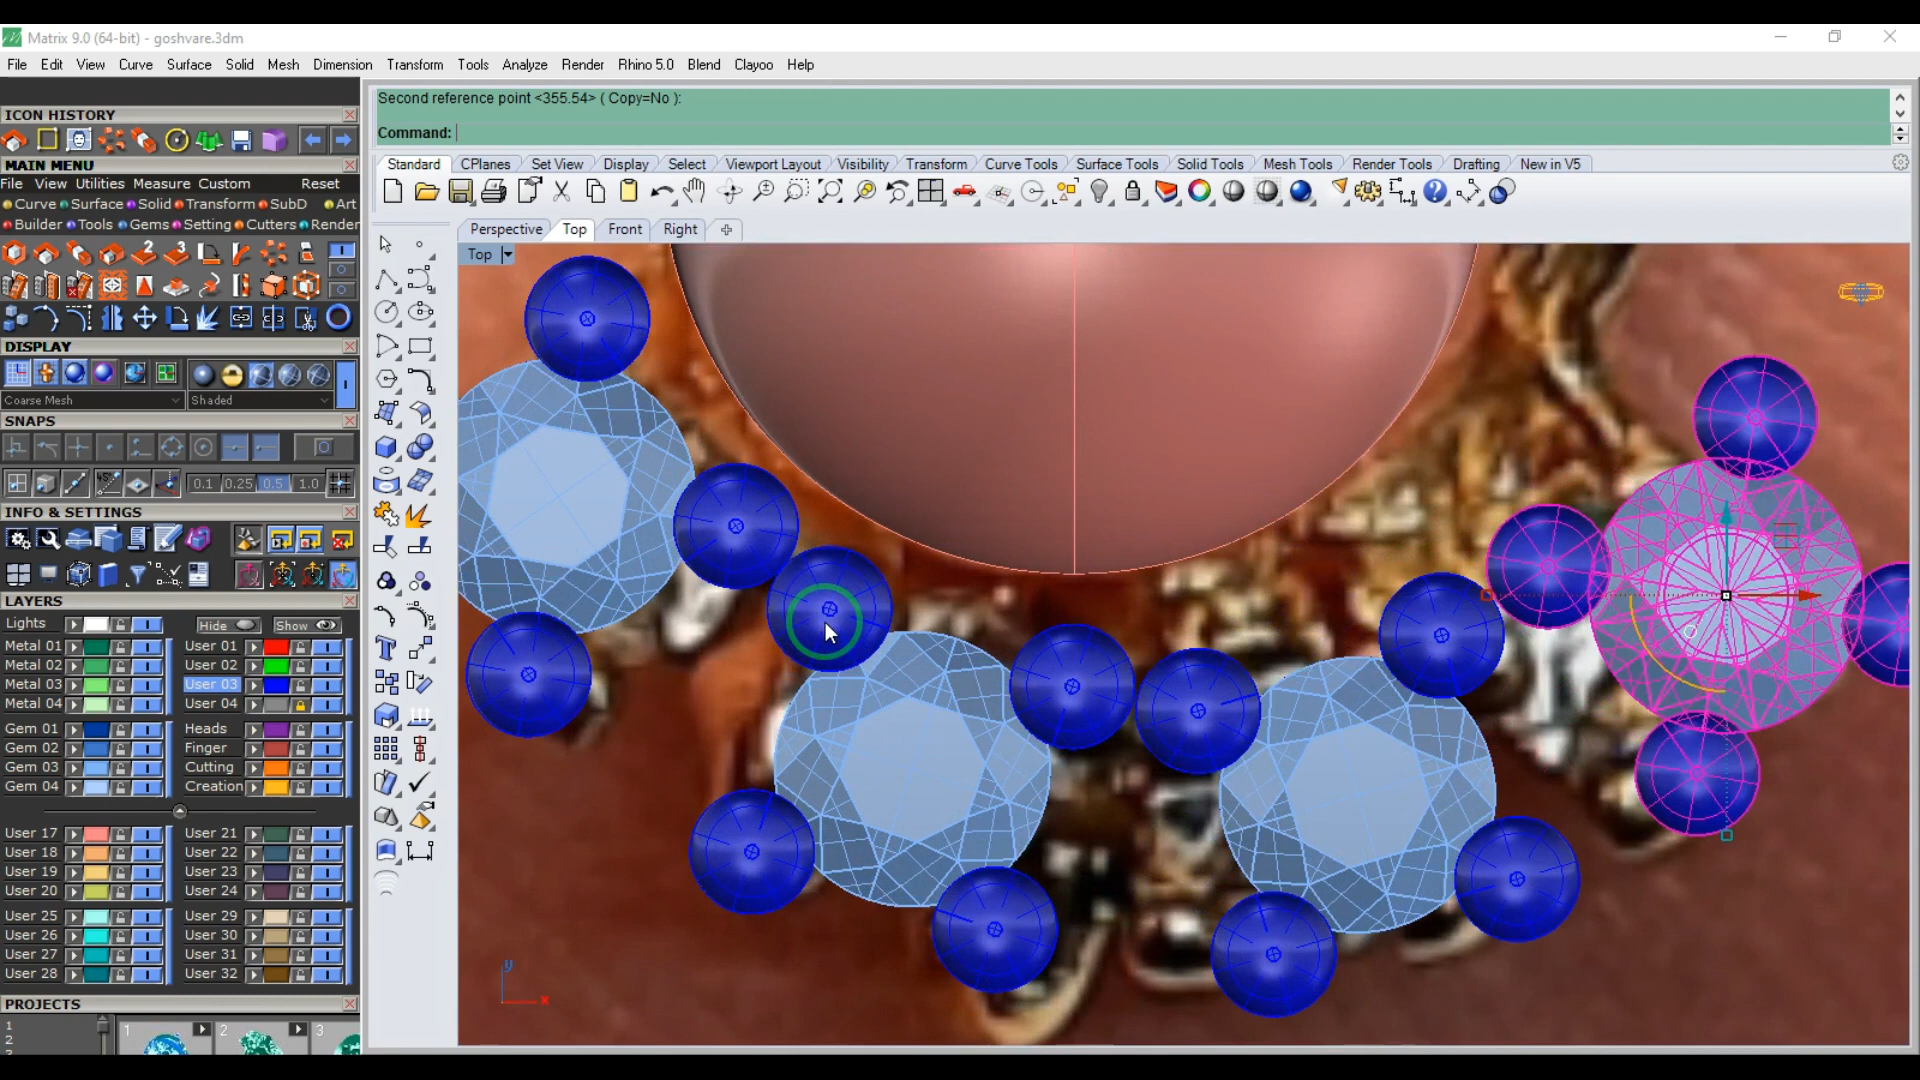 Matrix 9.0 (64-bit) - goshvare.3dm
File Edit View Curve Surface Solid Mesh Dimension Transform Tools Analyze Render Rhino 5.0 Blend Clayoo Help
ICON HISTORY
MAIN MENU
File View Utilities Measure Custom Reset
Curve Surface Solid Transform SubD Art
Builder Tools Gems Setting Cutters Render
DISPLAY
Coarse Mesh Shaded
SNAPS
0.1 0.25 0.5 1.0
INFO & SETTINGS
LAYERS
Lights Hide Show
Metal 01 User 01
Metal 02 User 02
Metal 03 User 03
Metal 04 User 04
Gem 01 Heads
Gem 02 Finger
Gem 03 Cutting
Gem 04 Creation
User 17 User 21
User 18 User 22
User 19 User 23
User 20 User 24
User 25 User 29
User 26 User 30
User 27 User 31
User 28 User 32
PROJECTS
1
2
1 2 3
Second reference point <355.54> ( Copy=No ):
Command:
Standard CPlanes Set View Display Select Viewport Layout Visibility Transform Curve Tools Surface Tools Solid Tools Mesh Tools Render Tools Drafting New in V5
Perspective Top Front Right
Top
y
x